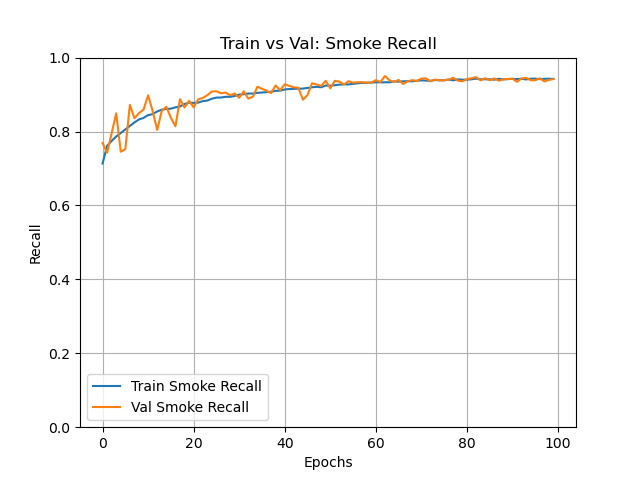 Train vs Val: Smoke Recall
1.0
0.8
0.6
0.4
0.2
0.0
Recall
Train Smoke Recall
Val Smoke Recall
0 20 40 60 80 100
Epochs